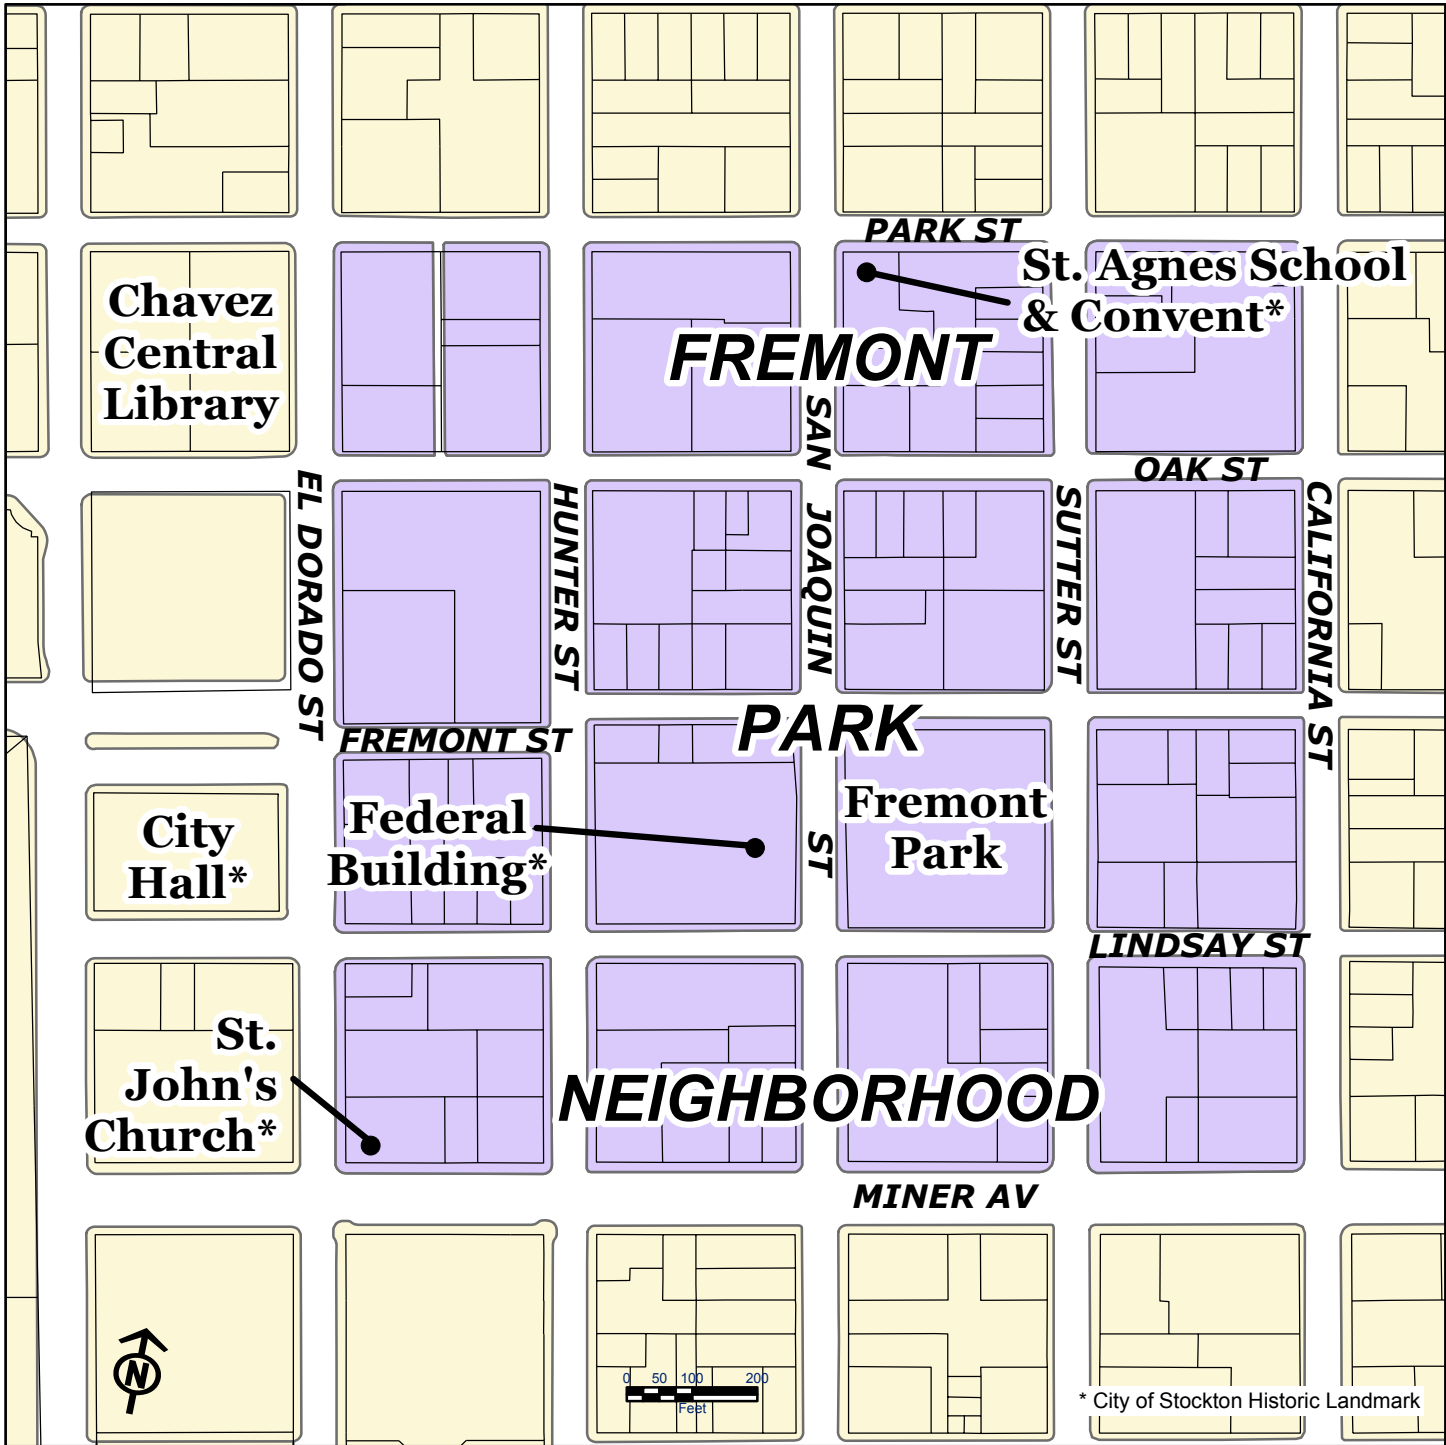 PARK ST
St. Agnes School
& Convent*
Chavez
Central
Library
FREMONT
SAN JOAQUIN ST
OAK ST
EL DORADO ST
HUNTER ST
SUTTER ST
CALIFORNIA ST
PARK
FREMONT ST
Federal
Building*
Fremont
Park
City
Hall*
LINDSAY ST
St.
John's
Church*
NEIGHBORHOOD
MINER AV
N
0 50 100 200
Feet
* City of Stockton Historic Landmark